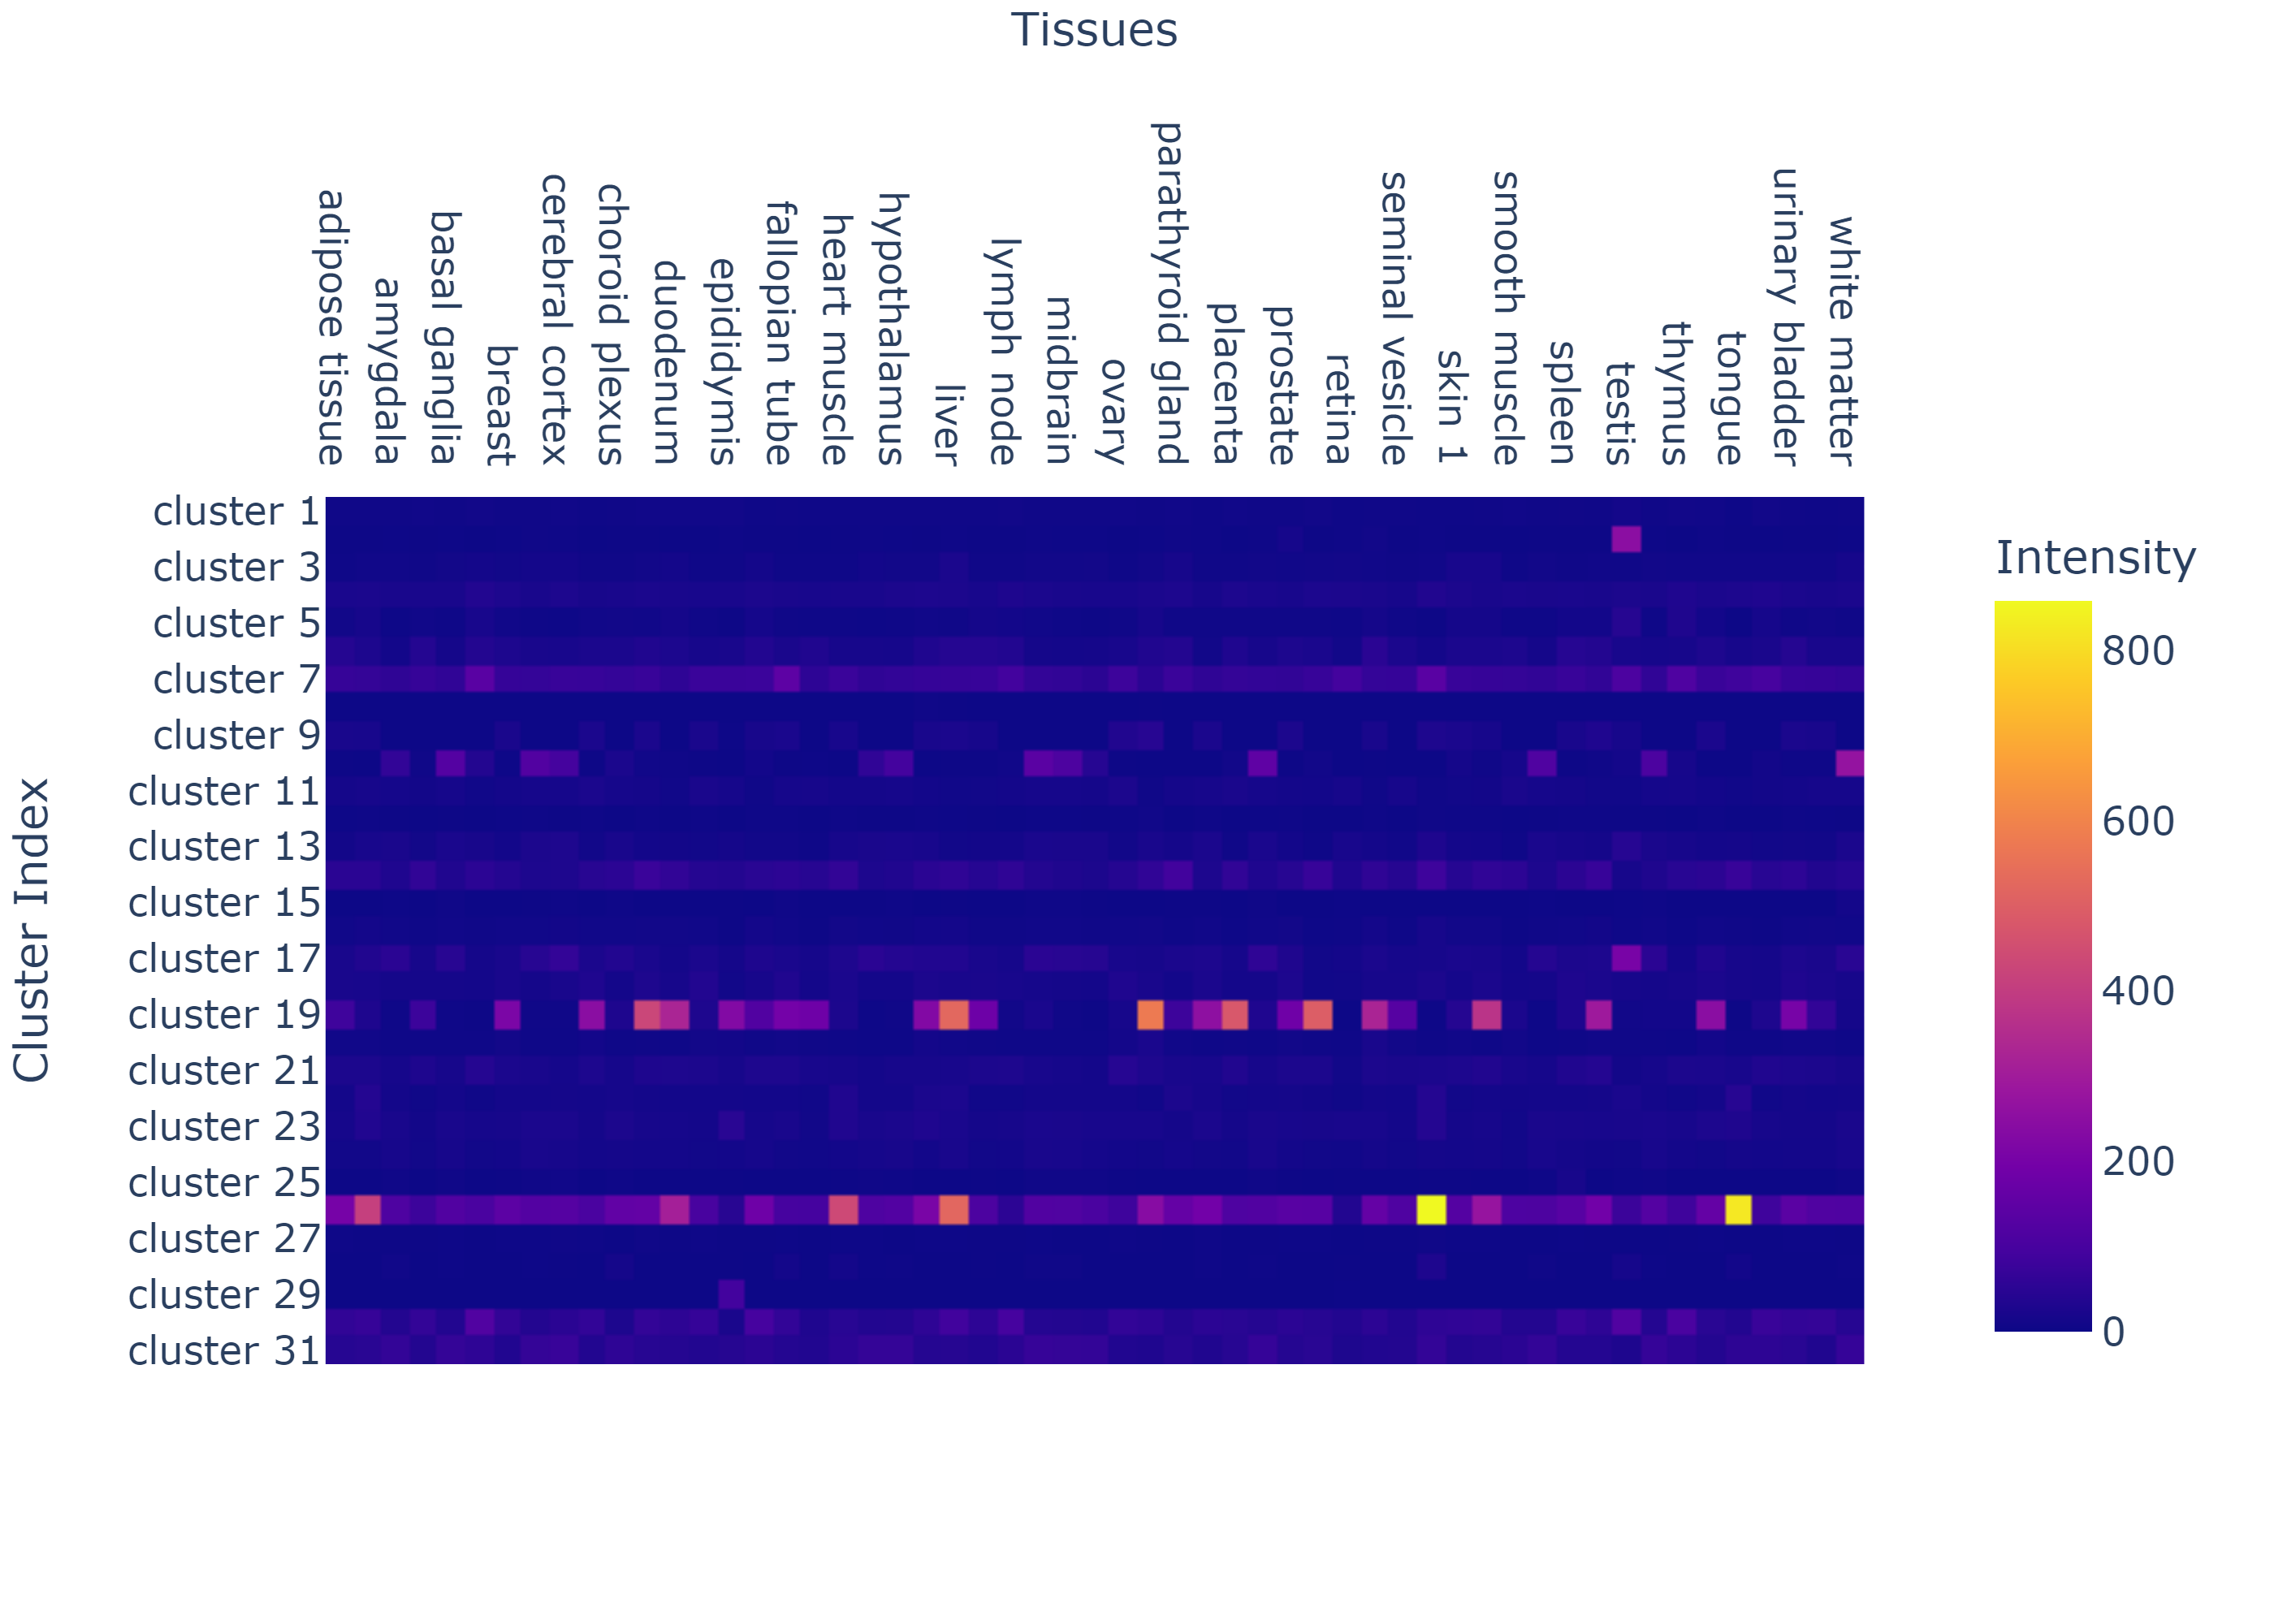 Tissues
adipose tissue
amygdala
basal ganglia
breast
cerebral cortex
choroid plexus
duodenum
epididymis
fallopian tube
heart muscle
hypothalamus
liver
lymph node
midbrain
ovary
parathyroid gland
placenta
prostate
retina
seminal vesicle
skin 1
smooth muscle
spleen
testis
thymus
tongue
urinary bladder
white matter
Cluster Index
cluster 1
cluster 3
cluster 5
cluster 7
cluster 9
cluster 11
cluster 13
cluster 15
cluster 17
cluster 19
cluster 21
cluster 23
cluster 25
cluster 27
cluster 29
cluster 31
Intensity
800
600
400
200
0